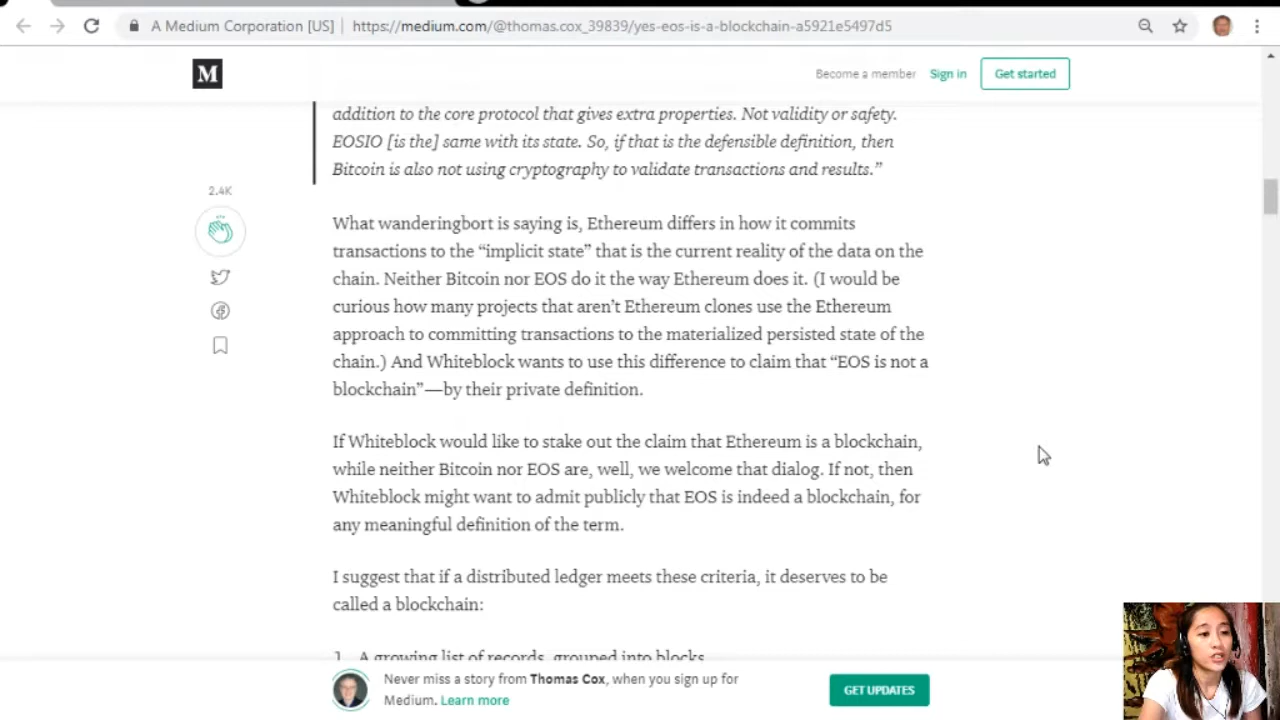 A Medium Corporation [US]
https://medium.com/@thomas.cox_39839/yes-eos-is-a-blockchain-a5921e5497d5
M
Become a member
Sign in
Get started
addition to the core protocol that gives extra properties. Not validity or safety.
EOSIO [is the] same with its state. So, if that is the defensible definition, then
Bitcoin is also not using cryptography to validate transactions and results.”
2.4K
What wanderingbort is saying is, Ethereum differs in how it commits
transactions to the “implicit state” that is the current reality of the data on the
chain. Neither Bitcoin nor EOS do it the way Ethereum does it. (I would be
curious how many projects that aren’t Ethereum clones use the Ethereum
approach to committing transactions to the materialized persisted state of the
chain.) And Whiteblock wants to use this difference to claim that “EOS is not a
blockchain”—by their private definition.
If Whiteblock would like to stake out the claim that Ethereum is a blockchain,
while neither Bitcoin nor EOS are, well, we welcome that dialog. If not, then
Whiteblock might want to admit publicly that EOS is indeed a blockchain, for
any meaningful definition of the term.
I suggest that if a distributed ledger meets these criteria, it deserves to be
called a blockchain:
1. A growing list of records, grouped into blocks
Never miss a story from Thomas Cox, when you sign up for
Medium. Learn more
GET UPDATES